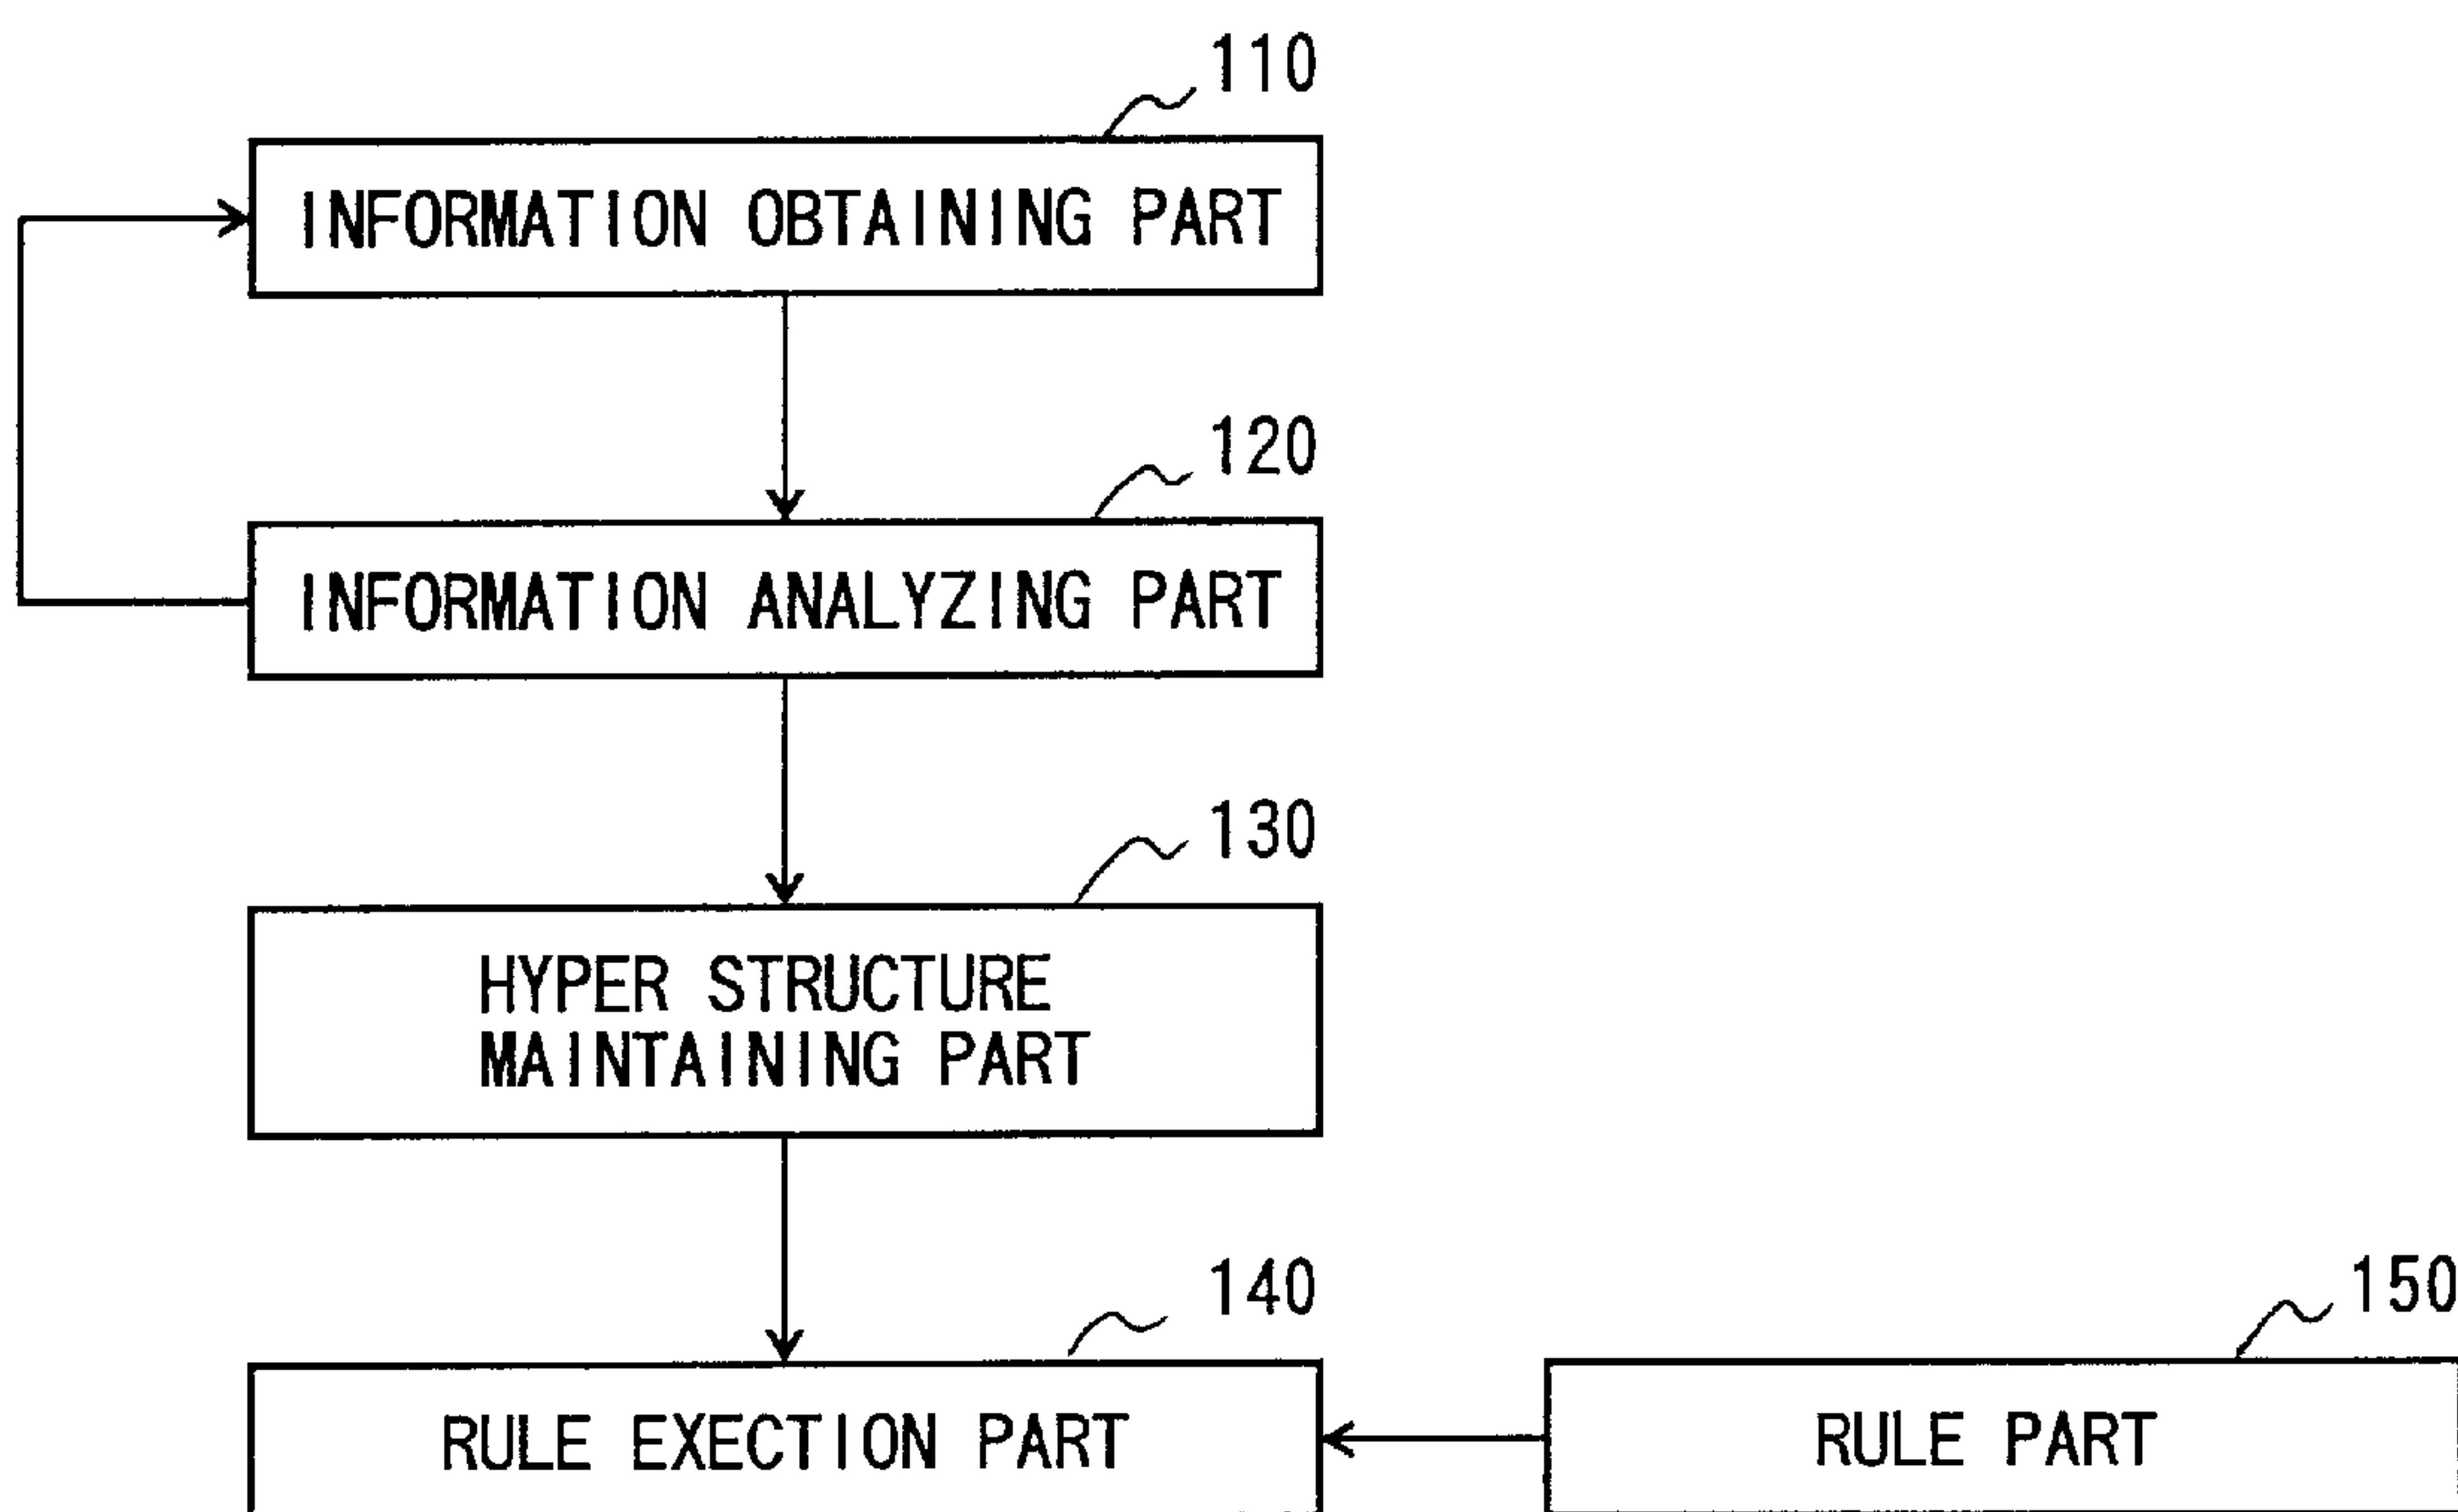 110
INFORMATION OBTAINING PART
120
INFORMATION ANALYZING PART
130
HYPER STRUCTURE
MAINTAINING PART
140
150
RULE EXECTION PART
RULE PART